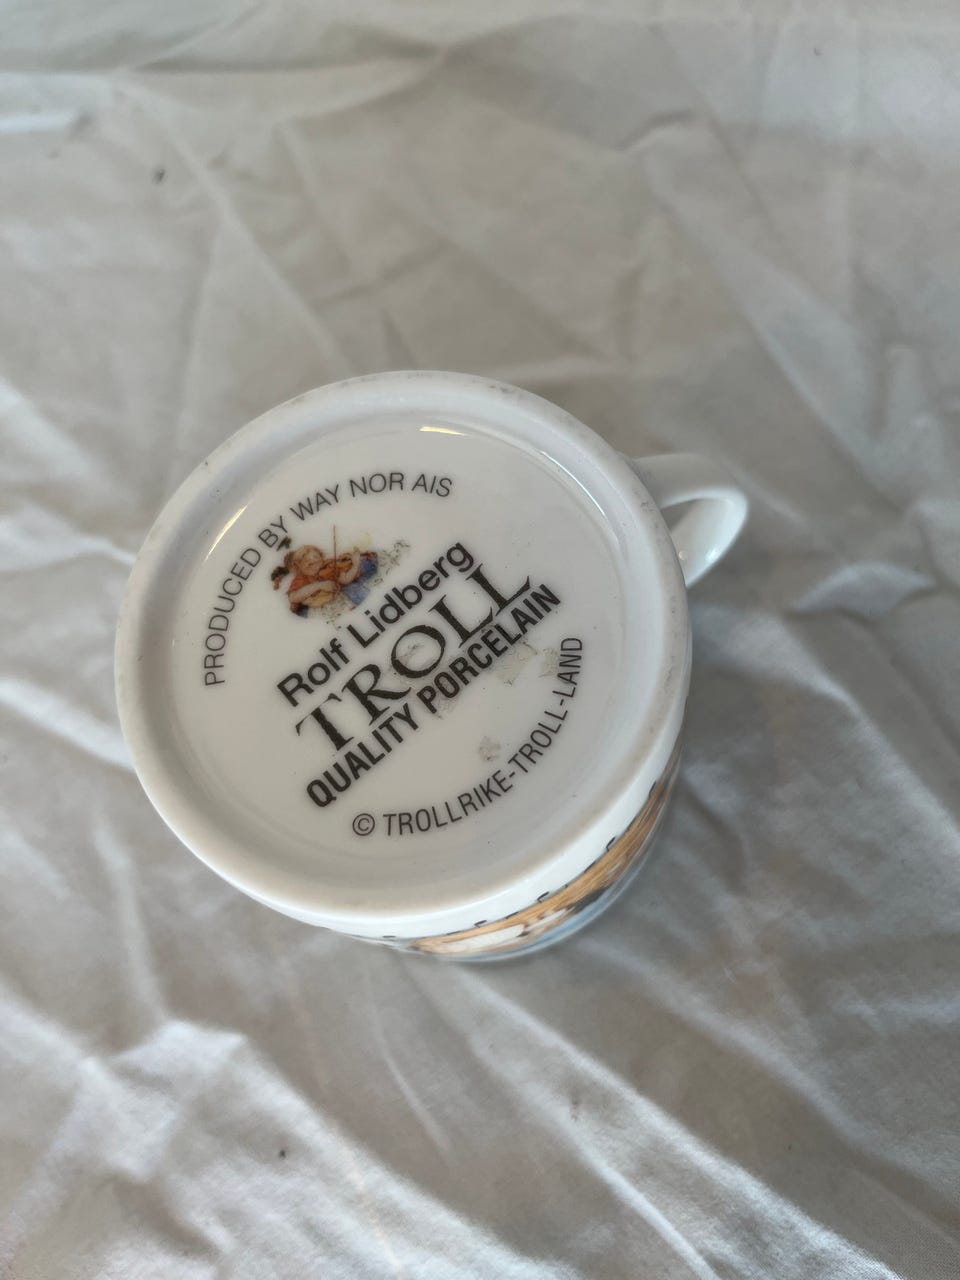 PRODUCED BY WAY NOR AIS
Rolf Lidberg
TROLL
QUALITY PORCELAIN
© TROLLRIKE-TROLL-LAND